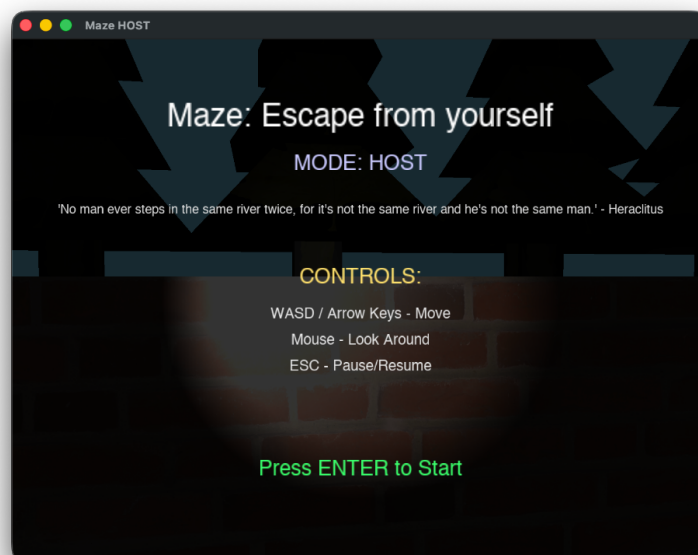 Maze HOST
Maze: Escape from yourself
MODE: HOST
'No man ever steps in the same river twice, for it's not the same river and he's not the same man.' - Heraclitus
CONTROLS:
WASD / Arrow Keys - Move
Mouse - Look Around
ESC - Pause/Resume
Press ENTER to Start